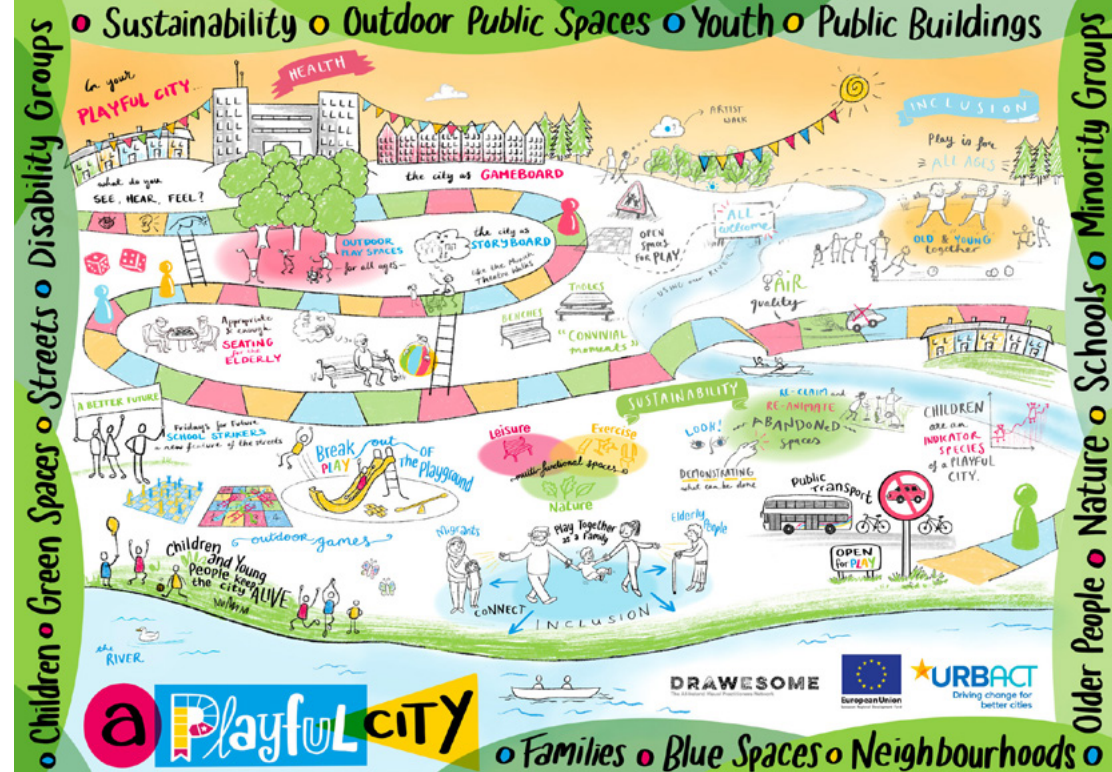 Sustainability • Outdoor Public Spaces • Youth • Public Buildings
Children • Green Spaces • Streets • Disability Groups
Older People • Nature • Schools • Minority Groups
In your
PLAYFUL CITY...
HEALTH
what do you
SEE, HEAR, FEEL?
the city as GAMEBOARD
ARTIST
WALK
INCLUSION
Play is for
ALL AGES
OLD & YOUNG
together
OUTDOOR
PLAY SPACES
for all ages
the city as
STORYBOARD
Theatre Walks
OPEN
SPACES
FOR PLAY
ALL
welcome
USING our RIVER
AIR
quality
Appropriate
& enough
SEATING
for the
ELDERLY
TABLES
BENCHES
"CONVIVIAL
moments"
A BETTER FUTURE
Fridays for Future
SCHOOL STRIKERS
a new feature of the streets
Break out
PLAY OF
The Playground
SUSTAINABILITY
Leisure
Exercise
multi-functional spaces
Nature
RE-CLAIM and
RE-ANIMATE
ABANDONED
spaces
LOOK!
DEMONSTRATING
what can be done
CHILDREN
are an
INDICATOR
SPECIES
of a PLAYFUL
CITY.
Public
Transport
OPEN
for PLAY
outdoor games
Children
and Young
People keep
the city ALIVE
Migrants
Play Together
as a Family
Elderly
People
CONNECT
INCLUSION
the
RIVER
a Playful CITY
DRAWESOME
European Union
URBACT
Driving change for
better cities
Families • Blue Spaces • Neighbourhoods